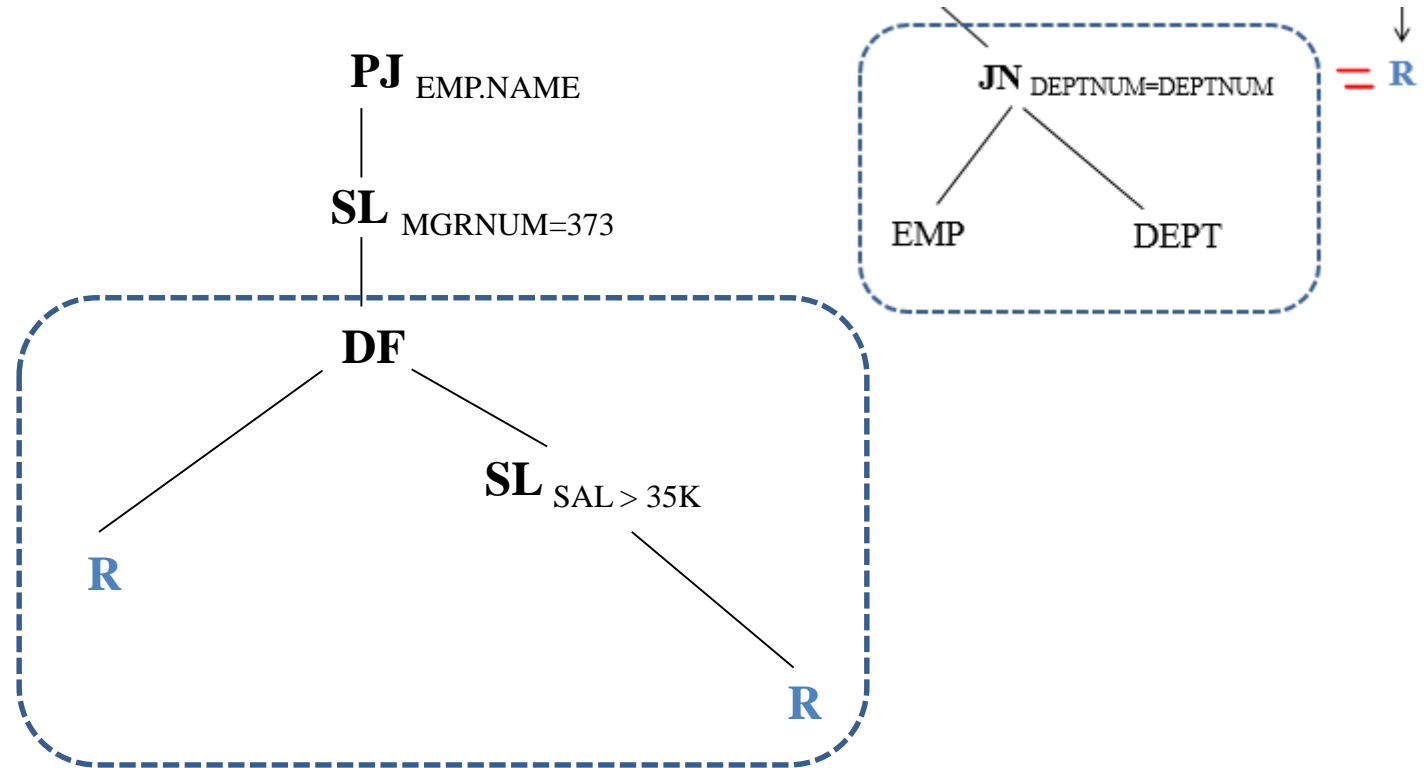 PJ EMP.NAME
SL MGRNUM=373
DF
SL SAL > 35K
R
R
JN DEPTNUM=DEPTNUM
EMP DEPT
= R